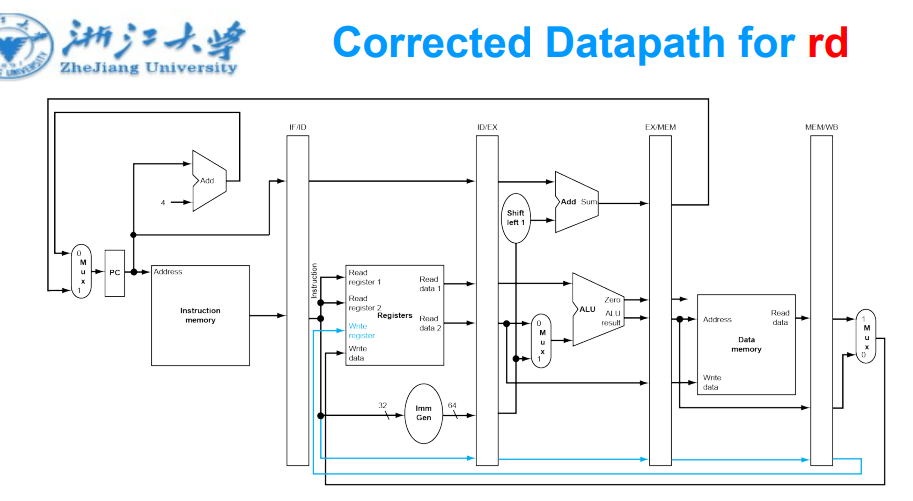 浙江大学
ZheJiang University
Corrected Datapath for rd
IF/ID
ID/EX
EX/MEM
MEM/WB
Add
4
Shift
left 1
Add Sum
0
M
u
x
1
PC
Address
Instruction
memory
Instruction
Read
register 1
Read
register 2
Registers
Write
register
Write
data
Read
data 1
Read
data 2
0
M
u
x
1
Zero
ALU
ALU
result
Address
Read
data
Data
memory
Write
data
1
M
u
x
0
32
Imm
Gen
64